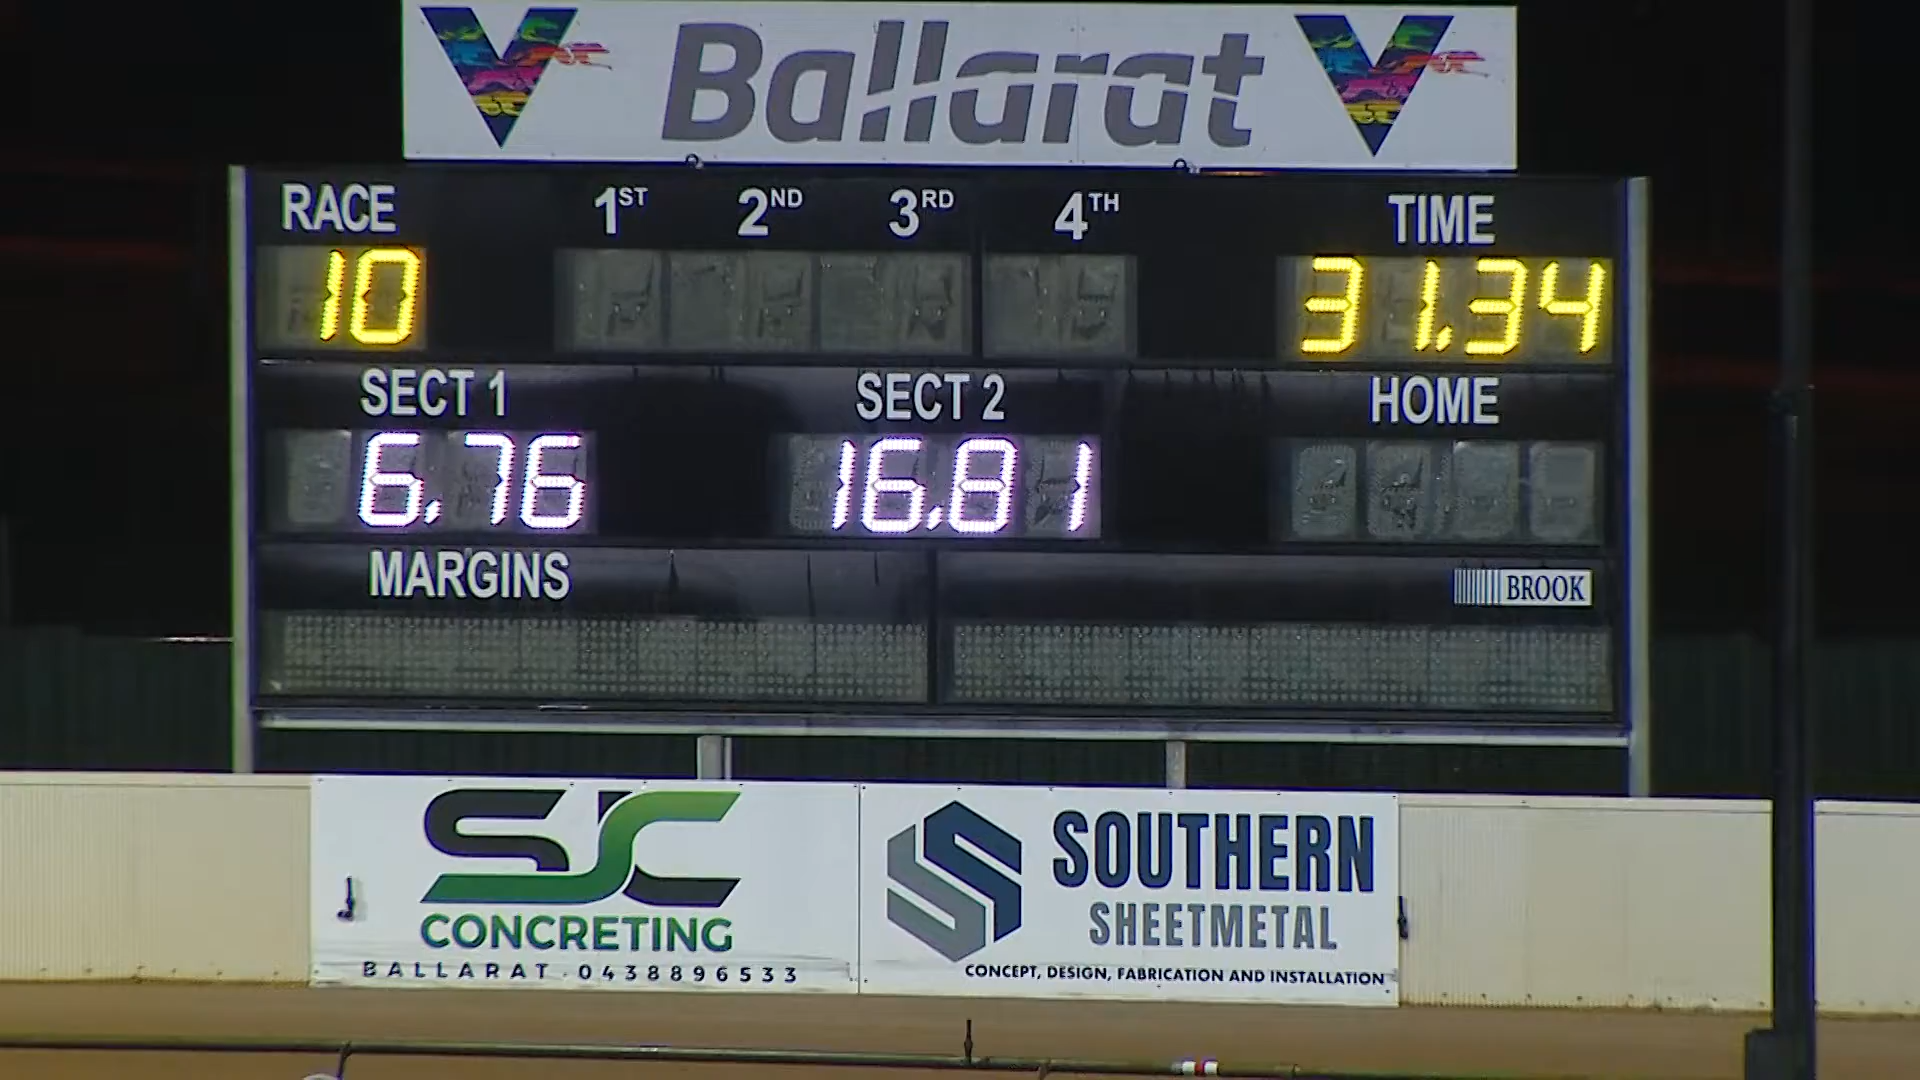 Ballarat
RACE 1ST 2ND 3RD 4TH TIME
10 31.34
SECT 1 SECT 2 HOME
6.76 16.81
MARGINS
BROOK
SJC
CONCRETING
BALLARAT 0438896533
SOUTHERN
SHEETMETAL
CONCEPT, DESIGN, FABRICATION AND INSTALLATION